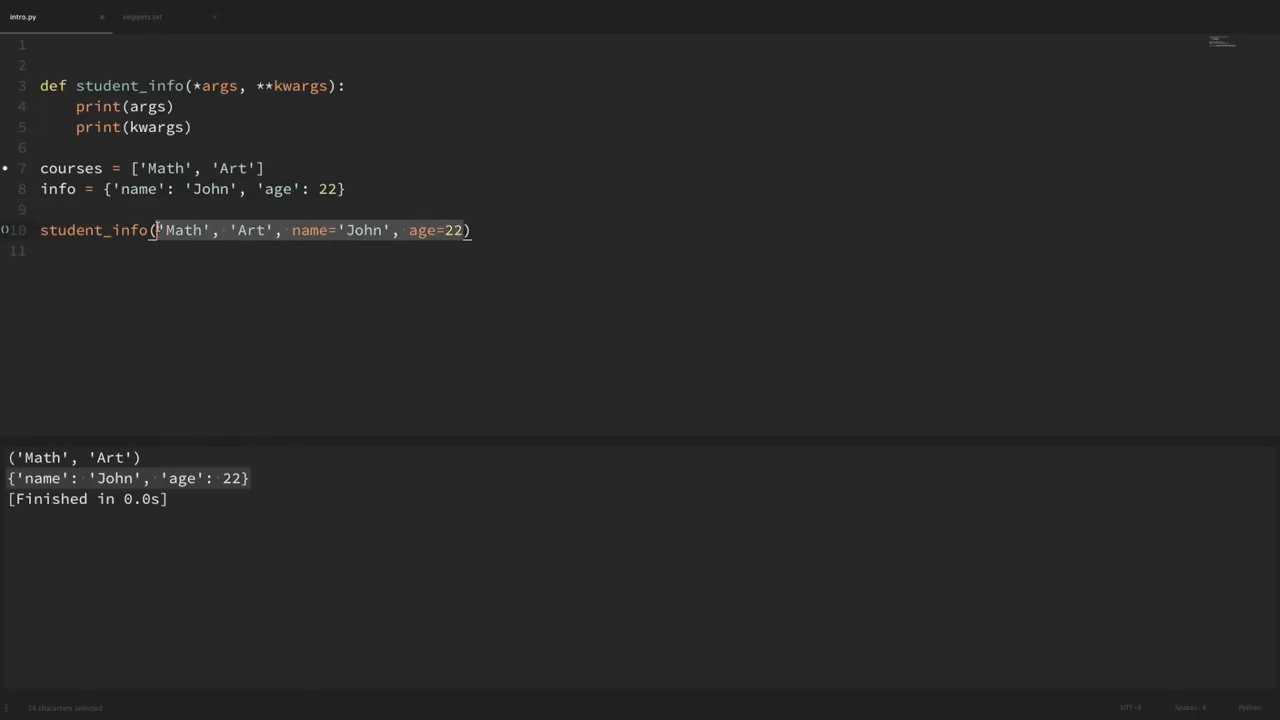 intro.py × snippets.txt ×
1
2
3 def student_info(*args, **kwargs):
4     print(args)
5     print(kwargs)
6
7 courses = ['Math', 'Art']
8 info = {'name': 'John', 'age': 22}
9
10 student_info('Math', 'Art', name='John', age=22)
11
('Math', 'Art')
{'name': 'John', 'age': 22}
[Finished in 0.0s]
34 characters selected UTF-8 Spaces: 4 Python